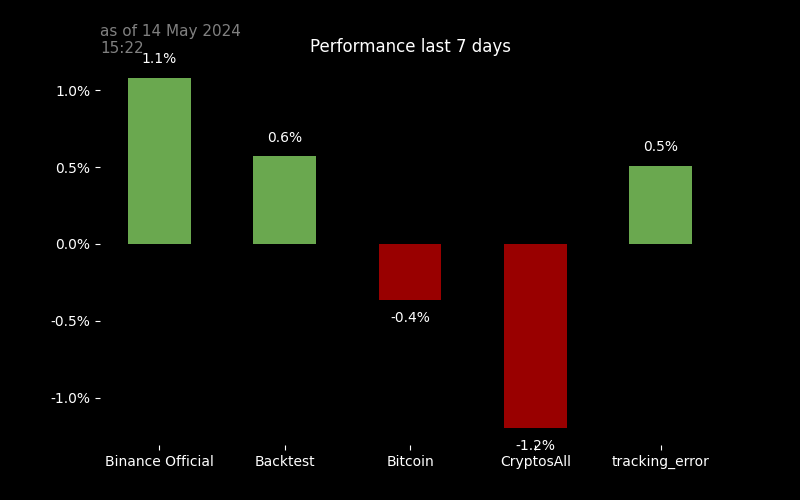 as of 14 May 2024
15:22
Performance last 7 days
1.1%
1.0%
0.6%
0.5%
0.5%
0.0%
-0.4%
-0.5%
-1.0%
-1.2%
Binance Official
Backtest
Bitcoin
CryptosAll
tracking_error